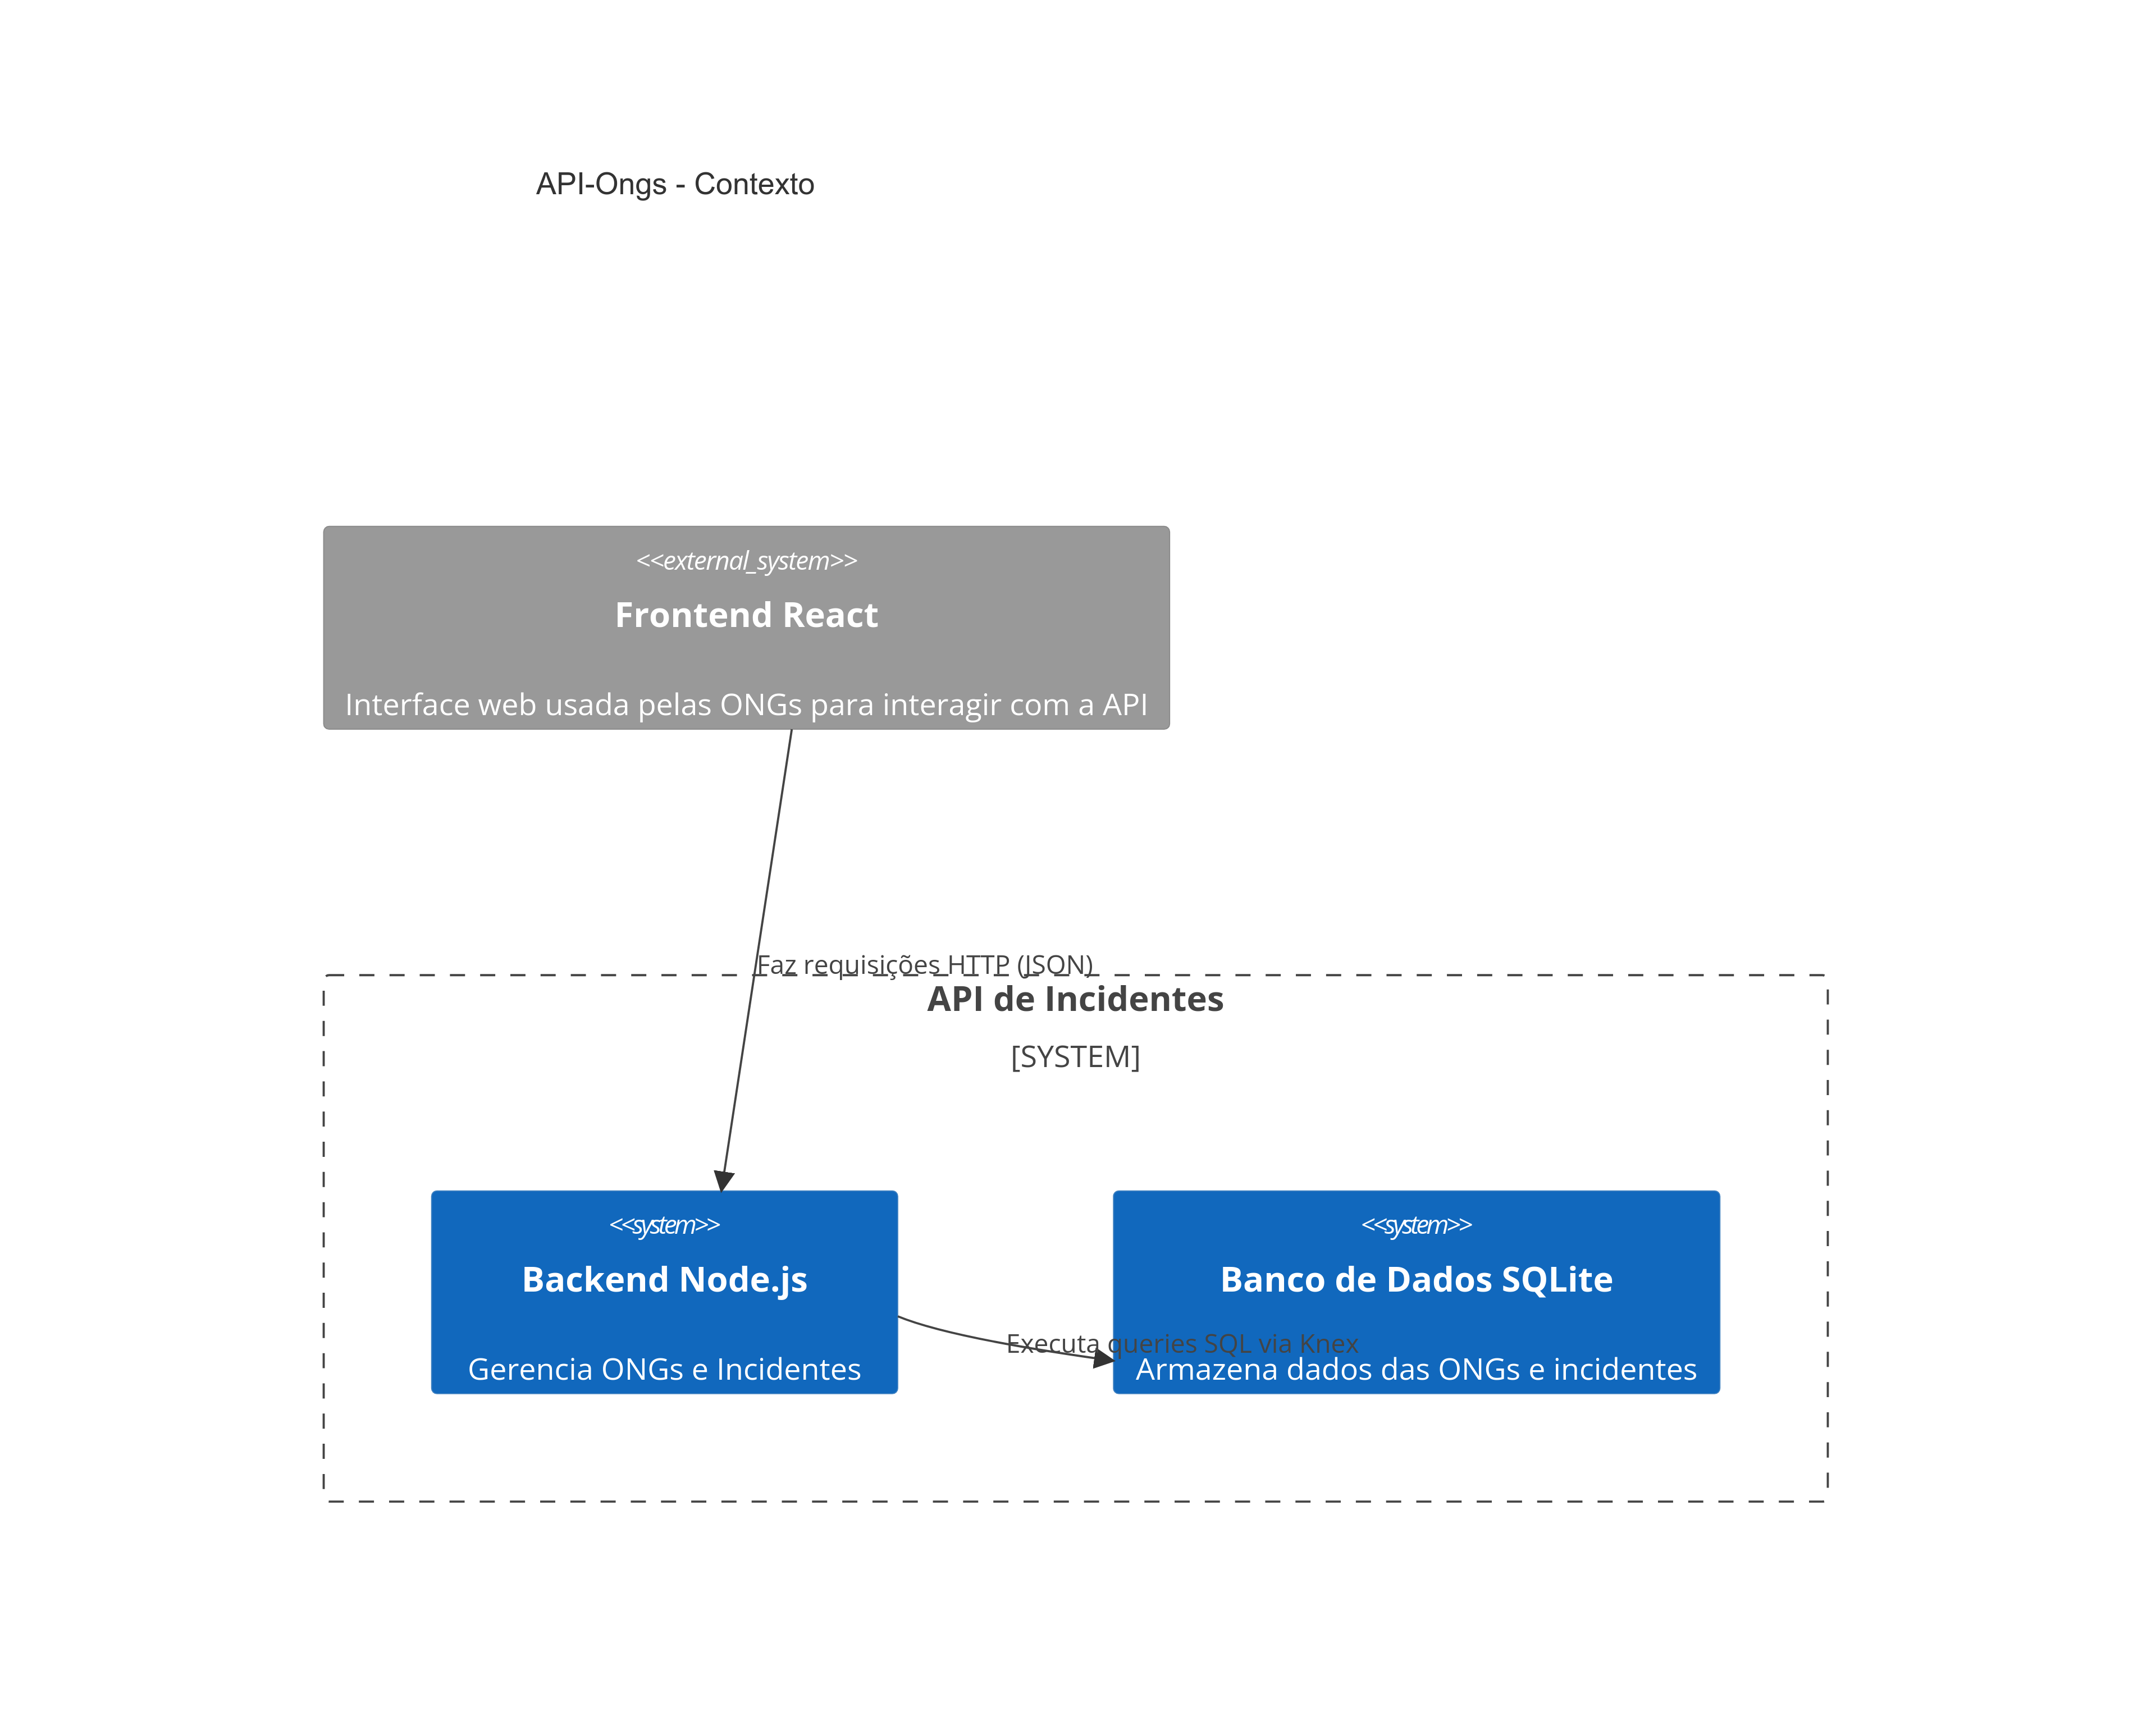 API-Ongs - Contexto
<<external_system>>
Frontend React
Interface web usada pelas ONGs para interagir com a API
Faz requisições HTTP (JSON)
API de Incidentes
[SYSTEM]
<<system>>
Backend Node.js
Gerencia ONGs e Incidentes
Executa queries SQL via Knex
<<system>>
Banco de Dados SQLite
Armazena dados das ONGs e incidentes